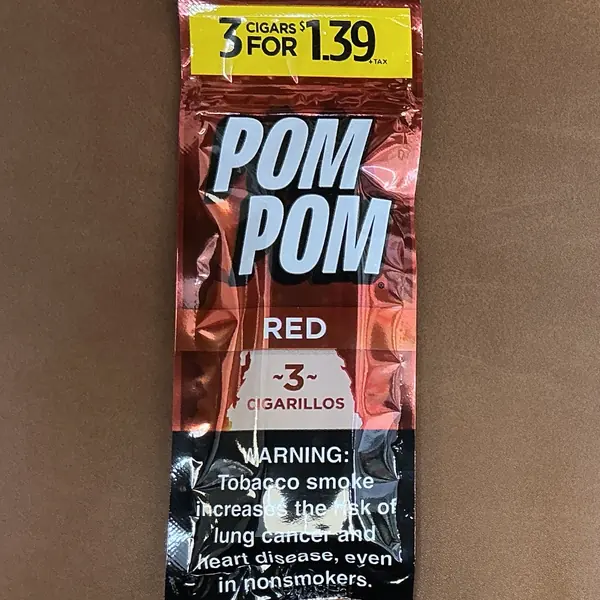 3 CIGARS FOR $1.39 +TAX
POM
POM®
RED
~3~
CIGARILLOS
WARNING:
Tobacco smoke
increases the risk of
lung cancer and
heart disease, even
in nonsmokers.